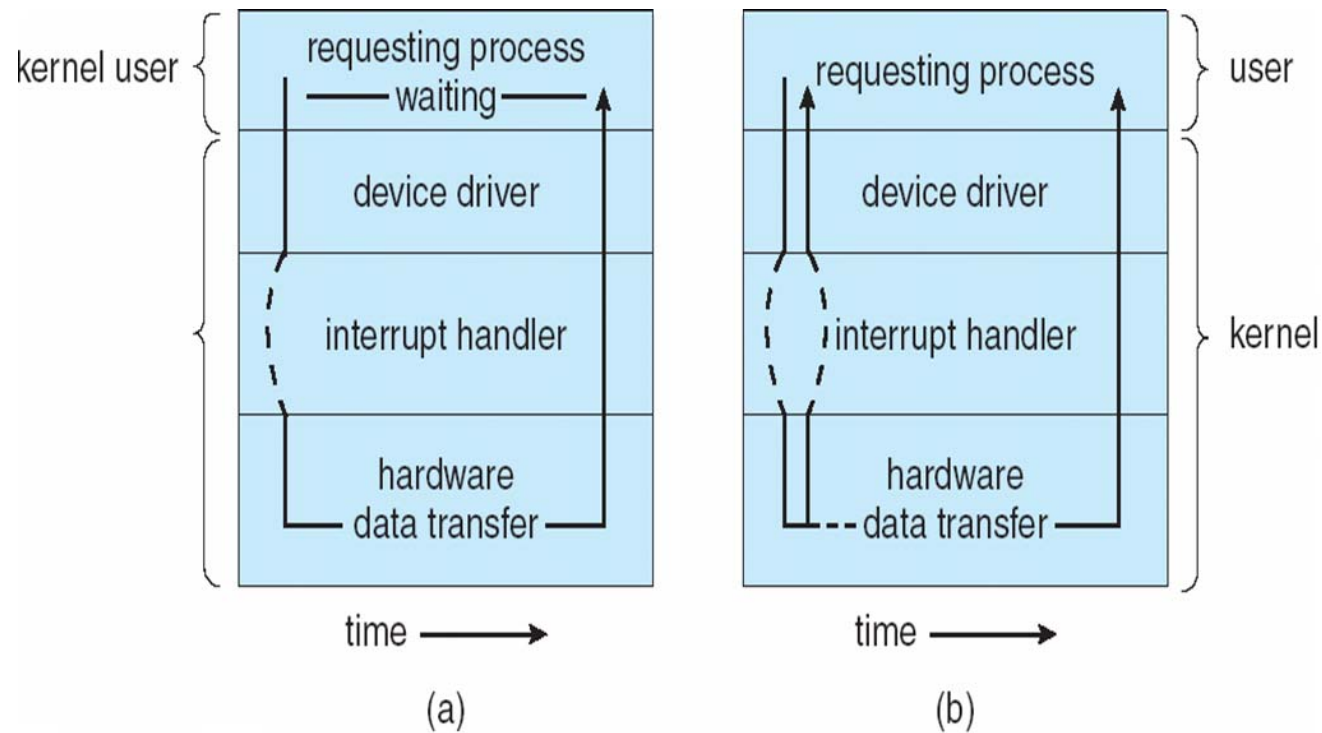 kernel user
requesting process
waiting
device driver
interrupt handler
hardware
data transfer
time
(a)
requesting process
user
device driver
interrupt handler
kernel
hardware
data transfer
time
(b)